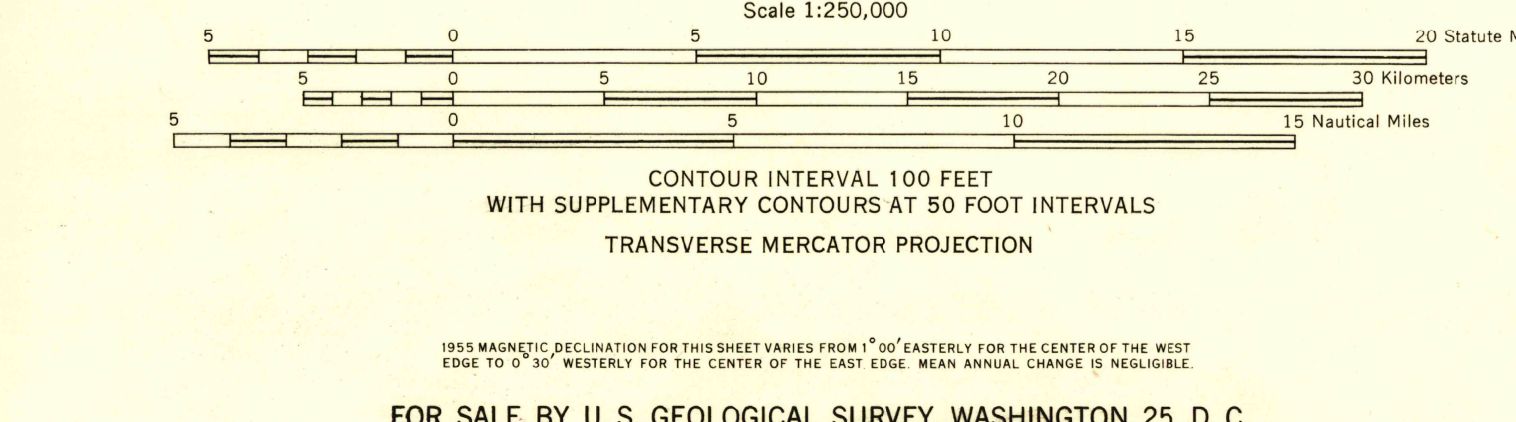 Scale 1:250,000
5 0 5 10 15 20 Statute
5 0 5 10 15 20 25 30 Kilometers
5 0 5 10 15 Nautical Miles
CONTOUR INTERVAL 100 FEET
WITH SUPPLEMENTARY CONTOURS AT 50 FOOT INTERVALS
TRANSVERSE MERCATOR PROJECTION
1955 MAGNETIC DECLINATION FOR THIS SHEET VARIES FROM 1°00′ EASTERLY FOR THE CENTER OF THE WEST
EDGE TO 0°30′ WESTERLY FOR THE CENTER OF THE EAST EDGE. MEAN ANNUAL CHANGE IS NEGLIGIBLE.
FOR SALE BY U.S. GEOLOGICAL SURVEY, WASHINGTON 25, D.C.